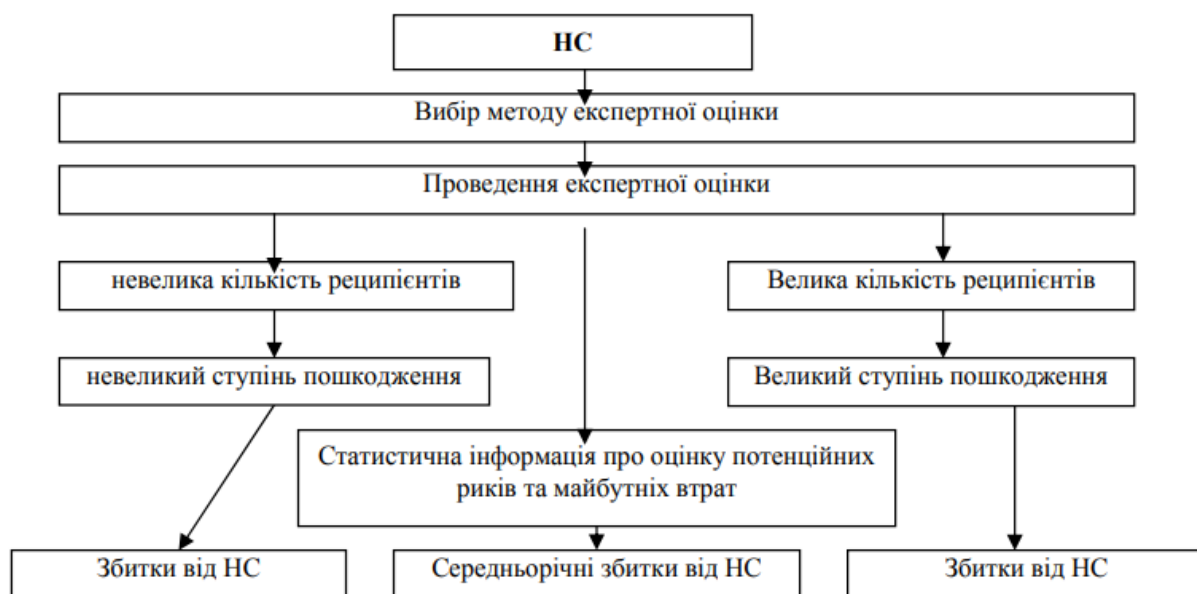 НС
Вибір методу експертної оцінки
Проведення експертної оцінки
невелика кількість реципієнтів
Велика кількість реципієнтів
невеликий ступінь пошкодження
Великий ступінь пошкодження
Статистична інформація про оцінку потенційних
риків та майбутніх втрат
Збитки від НС
Середньорічні збитки від НС
Збитки від НС